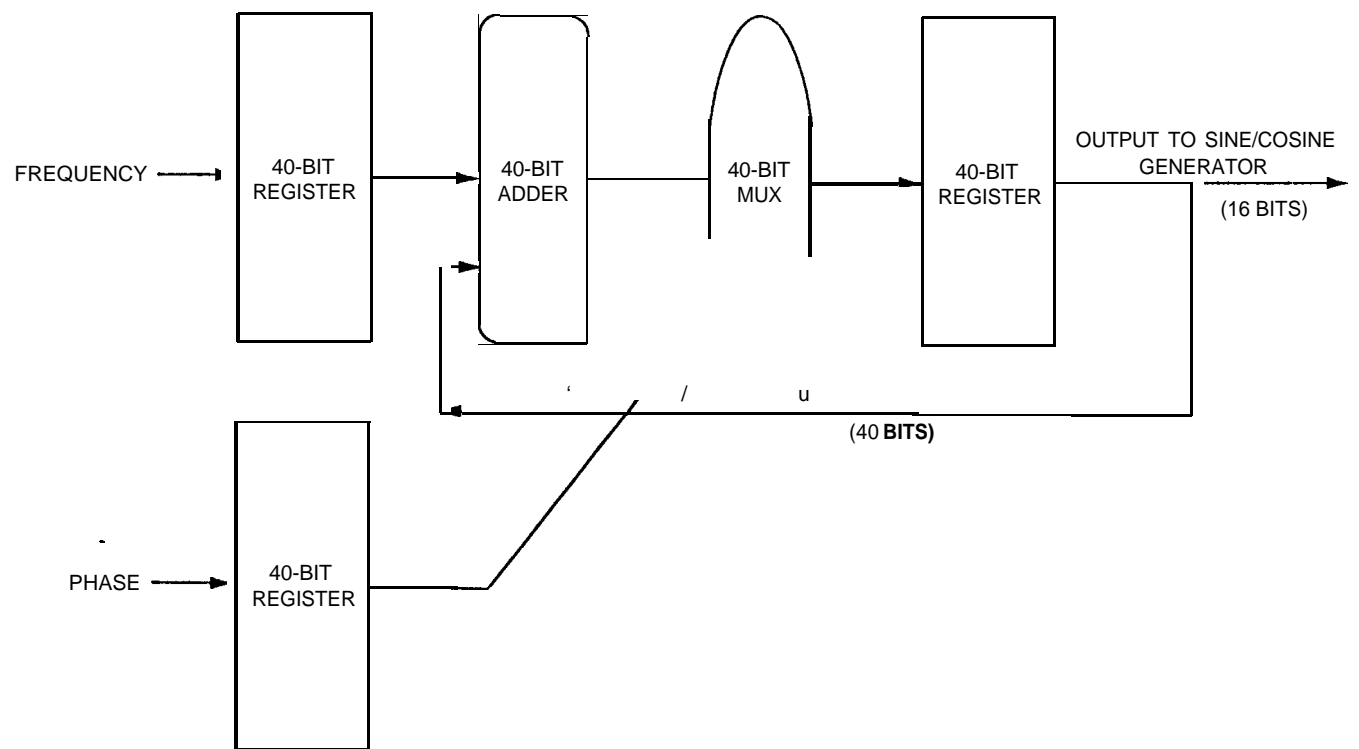 FREQUENCY
40-BIT
REGISTER
40-BIT
ADDER
40-BIT
MUX
40-BIT
REGISTER
OUTPUT TO SINE/COSINE
GENERATOR
(16 BITS)
‘ / u
(40 BITS)
PHASE
40-BIT
REGISTER